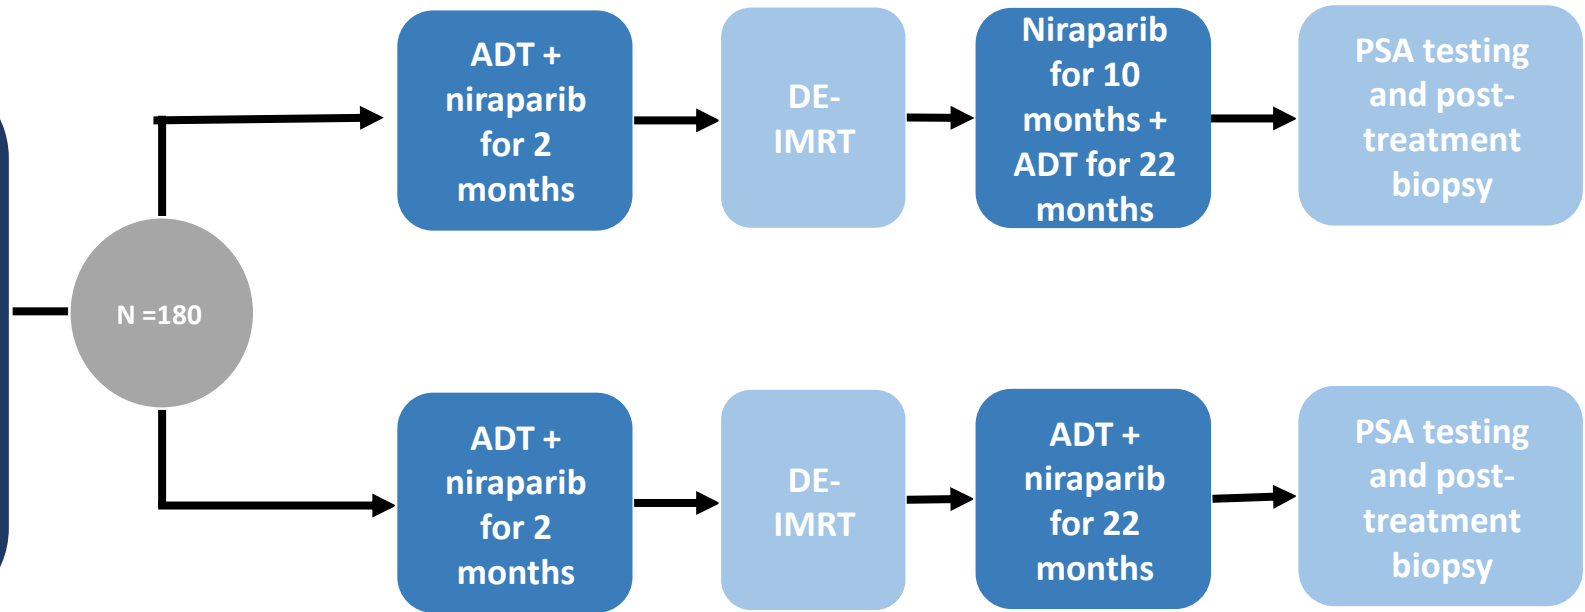 ADT +
niraparib
for 2
months
DE-
IMRT
Niraparib
for 10
months +
ADT for 22
months
PSA testing
and post-
treatment
biopsy
N =180
ADT +
niraparib
for 2
months
DE-
IMRT
ADT +
niraparib
for 22
months
PSA testing
and post-
treatment
biopsy